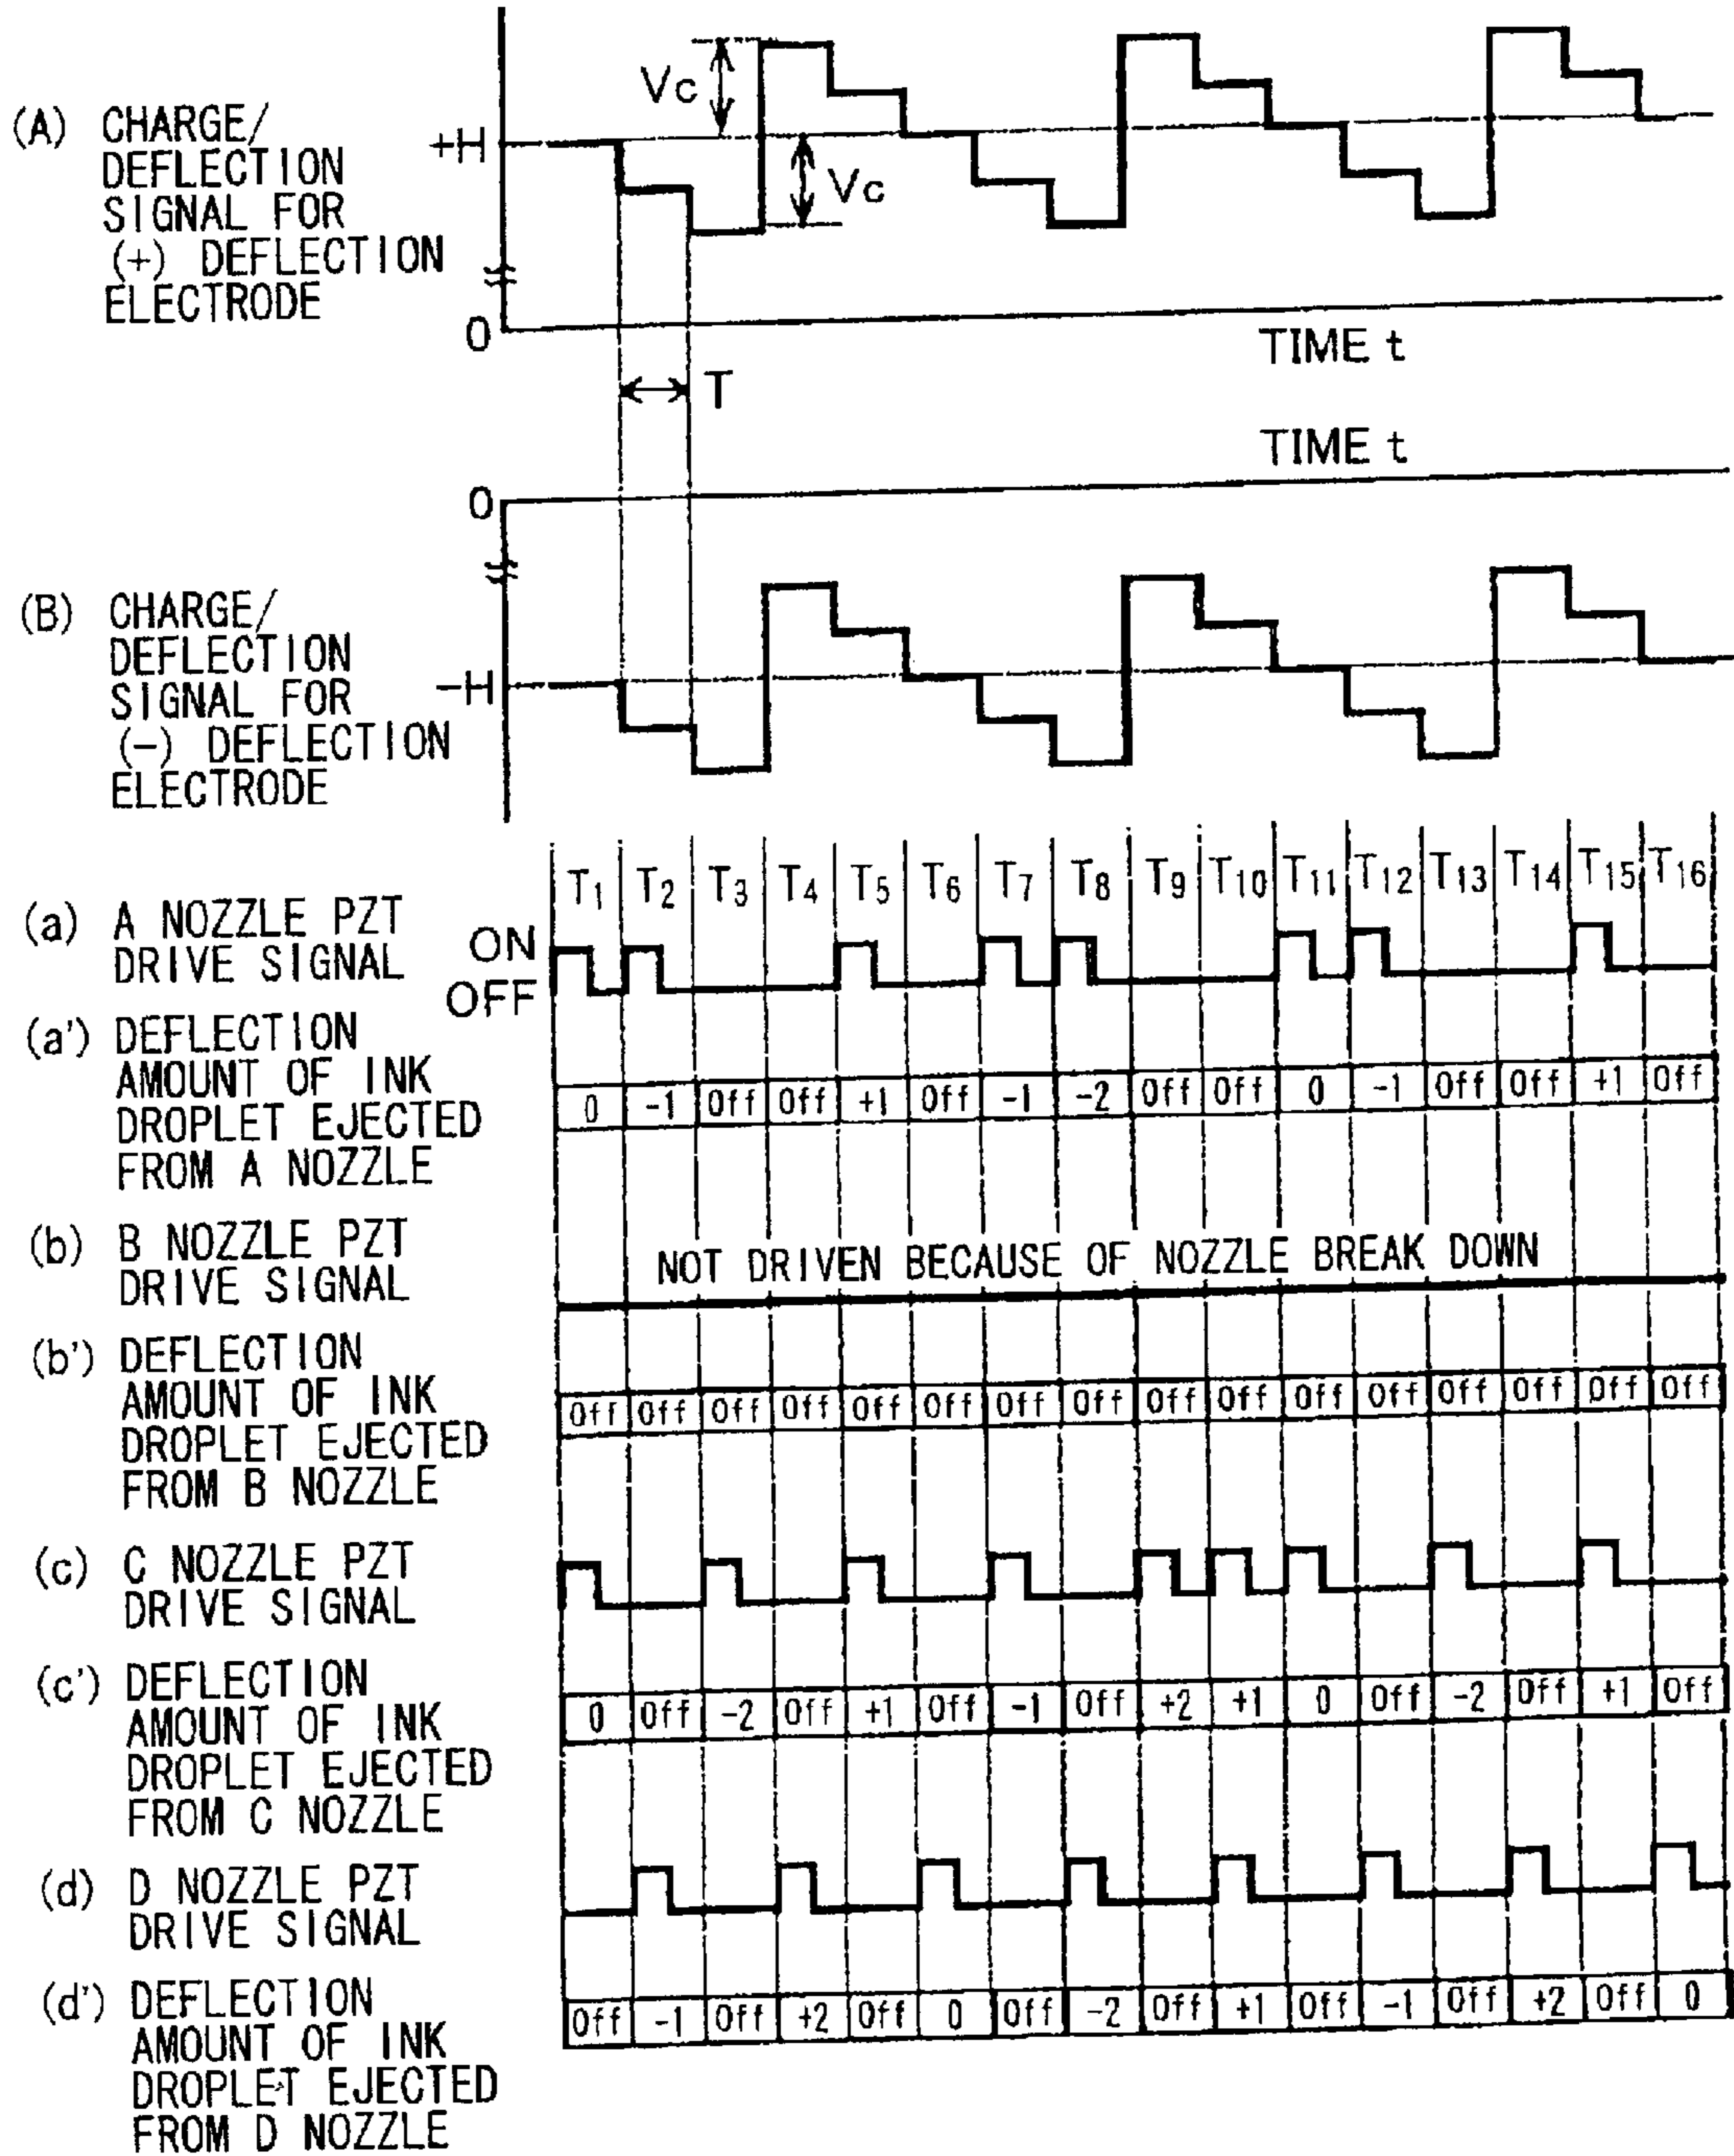 (A) CHARGE/
DEFLECTION
SIGNAL FOR
(+) DEFLECTION
ELECTRODE
+H
0
Vc
Vc
TIME t
T
TIME t
0
(B) CHARGE/
DEFLECTION
SIGNAL FOR
(-) DEFLECTION
ELECTRODE
-H
T1 T2 T3 T4 T5 T6 T7 T8 T9 T10 T11 T12 T13 T14 T15 T16
(a) A NOZZLE PZT
DRIVE SIGNAL
ON
OFF
(a') DEFLECTION
AMOUNT OF INK
DROPLET EJECTED
FROM A NOZZLE
0 -1 Off Off +1 Off -1 -2 Off Off 0 -1 Off Off +1 Off
(b) B NOZZLE PZT
DRIVE SIGNAL
NOT DRIVEN BECAUSE OF NOZZLE BREAK DOWN
(b') DEFLECTION
AMOUNT OF INK
DROPLET EJECTED
FROM B NOZZLE
Off Off Off Off Off Off Off Off Off Off Off Off Off Off Off Off
(c) C NOZZLE PZT
DRIVE SIGNAL
(c') DEFLECTION
AMOUNT OF INK
DROPLET EJECTED
FROM C NOZZLE
0 Off -2 Off +1 Off -1 Off +2 +1 0 Off -2 Off +1 Off
(d) D NOZZLE PZT
DRIVE SIGNAL
(d') DEFLECTION
AMOUNT OF INK
DROPLET EJECTED
FROM D NOZZLE
Off -1 Off +2 Off 0 Off -2 Off +1 Off -1 Off +2 Off 0